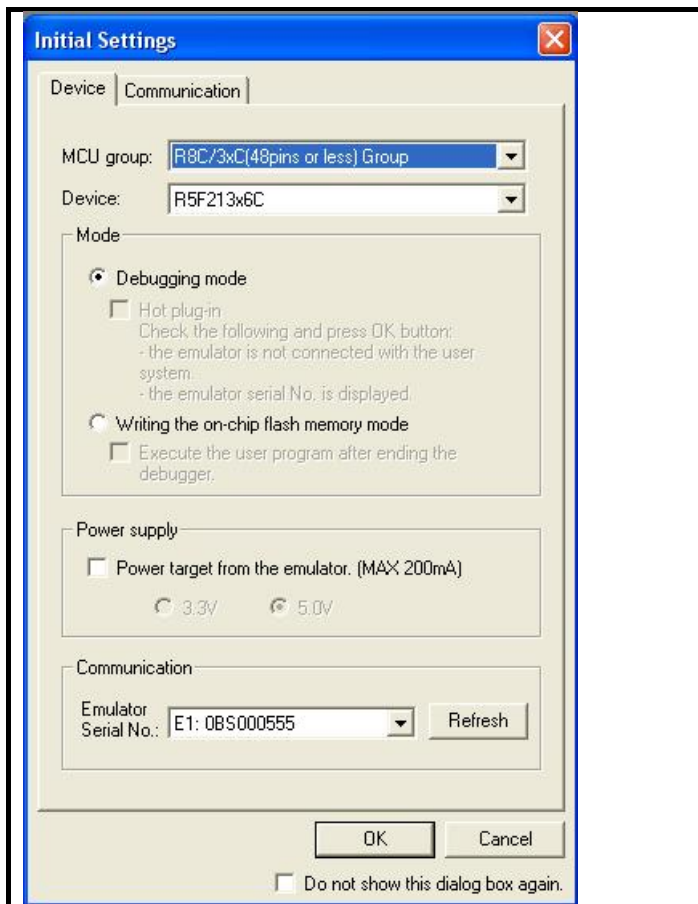 Initial Settings
Device
Communication
MCU group: R8C/3xC(48pins or less) Group
Device: R5F213x6C
Mode
Debugging mode
Hot plug-in
Check the following and press OK button:
- the emulator is not connected with the user
system.
- the emulator serial No. is displayed.
Writing the on-chip flash memory mode
Execute the user program after ending the
debugger.
Power supply
Power target from the emulator. (MAX 200mA)
3.3V 5.0V
Communication
Emulator
Serial No.: E1: 0BS000555 Refresh
OK Cancel
Do not show this dialog box again.